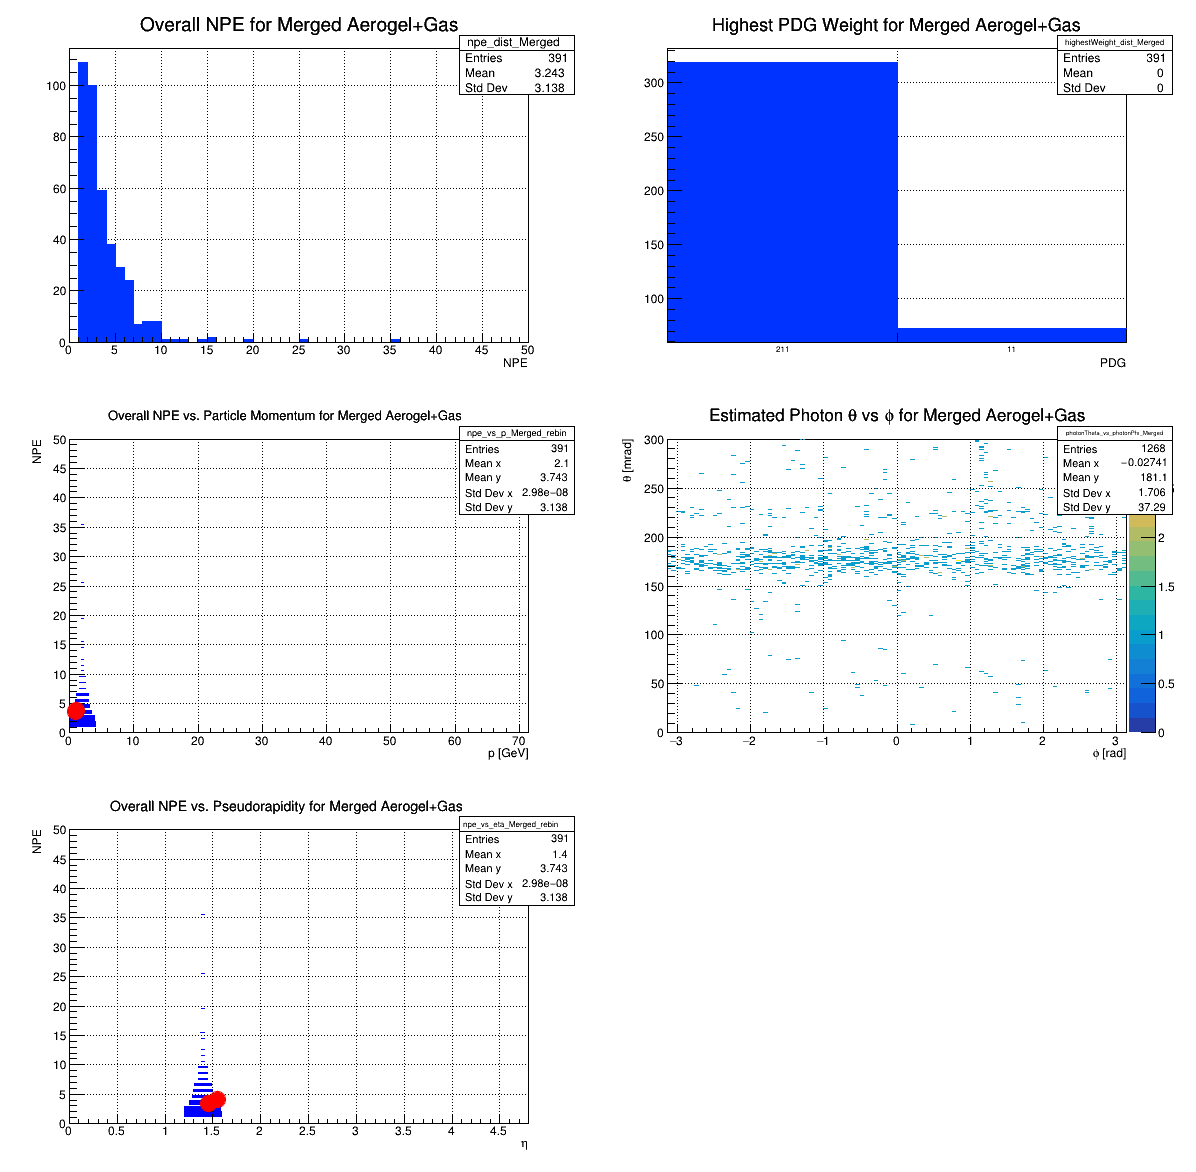 Overall NPE for Merged Aerogel+Gas
npe_dist_Merged
Entries 391
Mean 3.243
Std Dev 3.138
100
80
60
40
20
0
0 5 10 15 20 25 30 35 40 45 50
NPE
Highest PDG Weight for Merged Aerogel+Gas
highestWeight_dist_Merged
Entries 391
Mean 0
Std Dev 0
300
250
200
150
100
211 11
PDG
Overall NPE vs. Particle Momentum for Merged Aerogel+Gas
npe_vs_p_Merged_rebin
Entries 391
Mean x 2.1
Mean y 3.743
Std Dev x 2.98e−08
Std Dev y 3.138
NPE
50
45
40
35
30
25
20
15
10
5
0
0 10 20 30 40 50 60 70
p [GeV]
Estimated Photon θ vs ϕ for Merged Aerogel+Gas
photonTheta_vs_photonPhi_Merged
Entries 1268
Mean x −0.02741
Mean y 181.1
Std Dev x 1.706
Std Dev y 37.29
θ [mrad]
300
250
200
150
100
50
0
−3 −2 −1 0 1 2 3
ϕ [rad]
2
1.5
1
0.5
0
Overall NPE vs. Pseudorapidity for Merged Aerogel+Gas
npe_vs_eta_Merged_rebin
Entries 391
Mean x 1.4
Mean y 3.743
Std Dev x 2.98e−08
Std Dev y 3.138
NPE
50
45
40
35
30
25
20
15
10
5
0
0 0.5 1 1.5 2 2.5 3 3.5 4 4.5
η